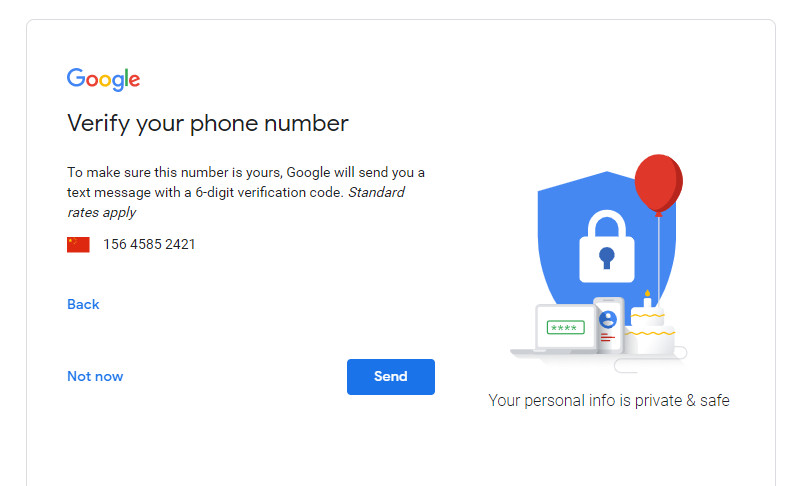 Google
Verify your phone number
To make sure this number is yours, Google will send you a
text message with a 6-digit verification code. Standard
rates apply
156 4585 2421
Back
Not now
Send
****
Your personal info is private & safe